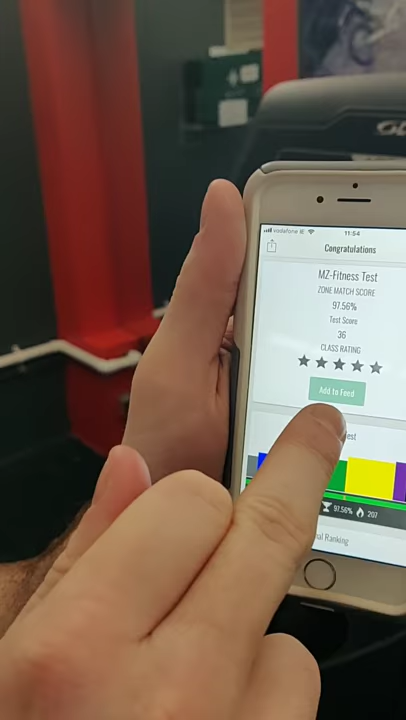 vodafone IE
11:54
Congratulations
MZ-Fitness Test
ZONE MATCH SCORE
97.56%
Test Score
36
CLASS RATING
Add to Feed
97.56% 207
Ranking